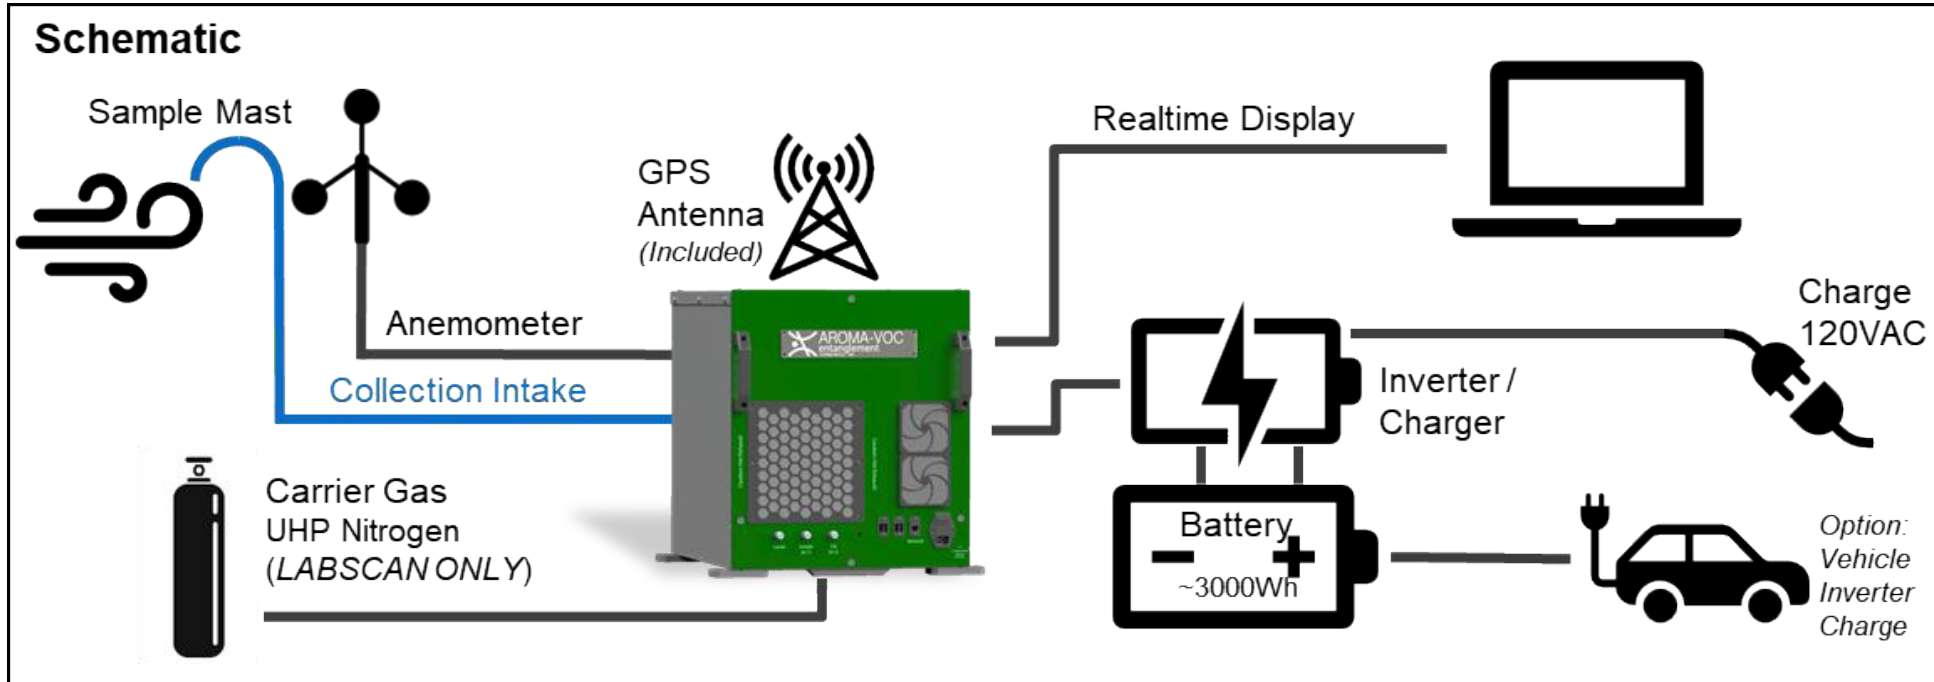 Schematic
Sample Mast
GPS
Antenna
(Included)
Realtime Display
Anemometer
Collection Intake
AROMA-VOC
entanglement
Charge
120VAC
Inverter /
Charger
Carrier Gas
UHP Nitrogen
(LABSCAN ONLY)
Battery
~3000Wh
Option:
Vehicle
Inverter
Charge